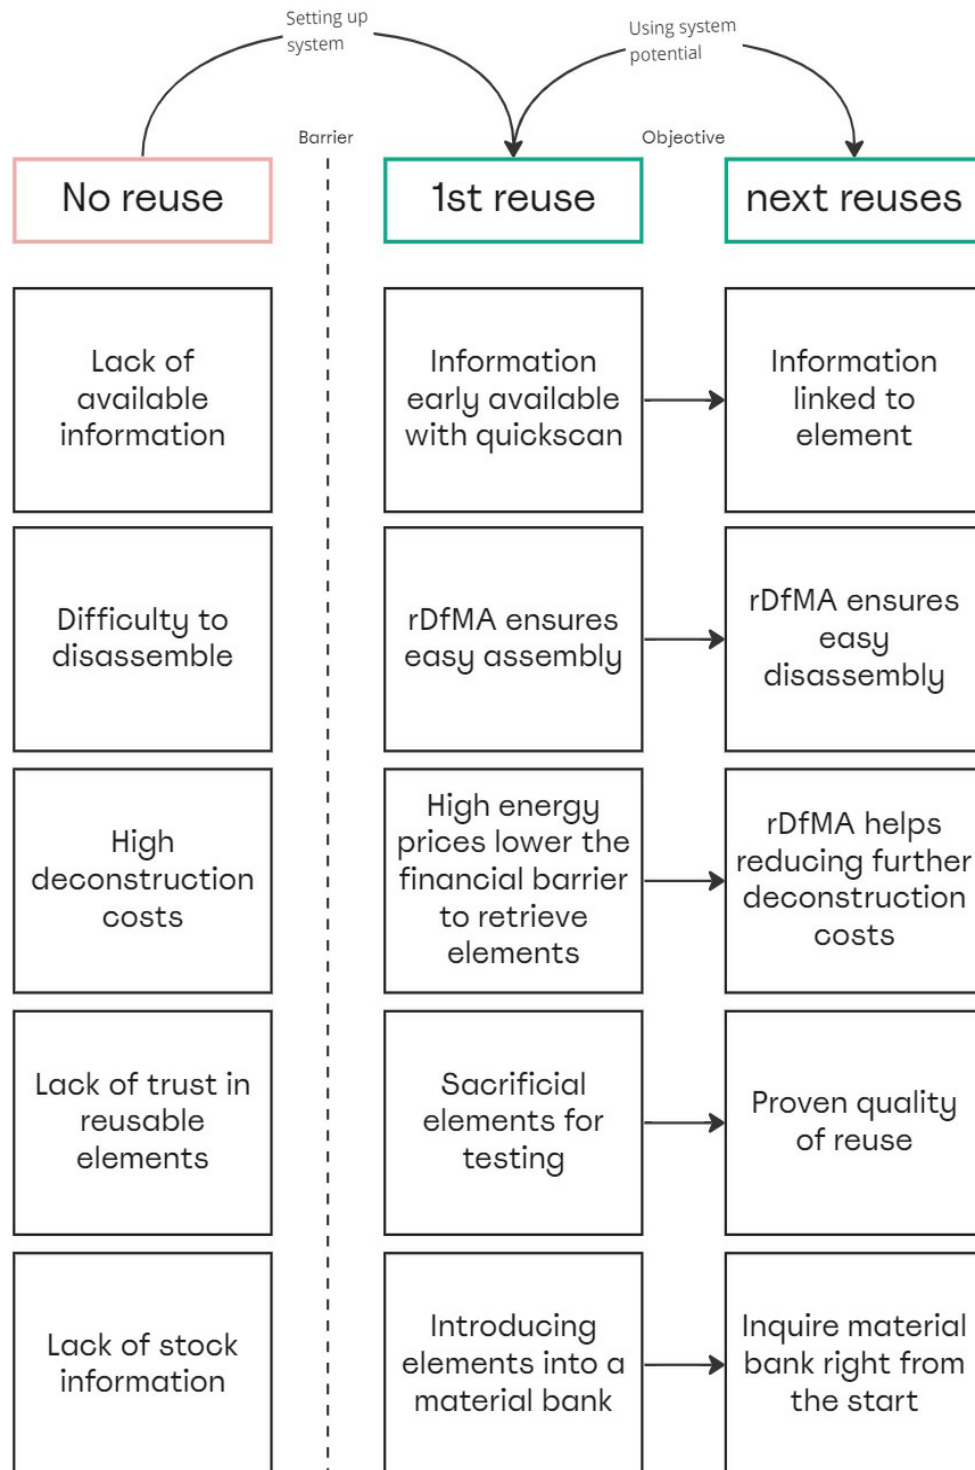 Setting up
system
Using system
potential
Barrier
Objective
No reuse
1st reuse
next reuses
Lack of
available
information
Information
early available
with quickscan
Information
linked to
element
Difficulty to
disassemble
rDfMA ensures
easy assembly
rDfMA ensures
easy
disassembly
High
deconstruction
costs
High energy
prices lower the
financial barrier
to retrieve
elements
rDfMA helps
reducing further
deconstruction
costs
Lack of trust in
reusable
elements
Sacrificial
elements for
testing
Proven quality
of reuse
Lack of stock
information
Introducing
elements into a
material bank
Inquire material
bank right from
the start